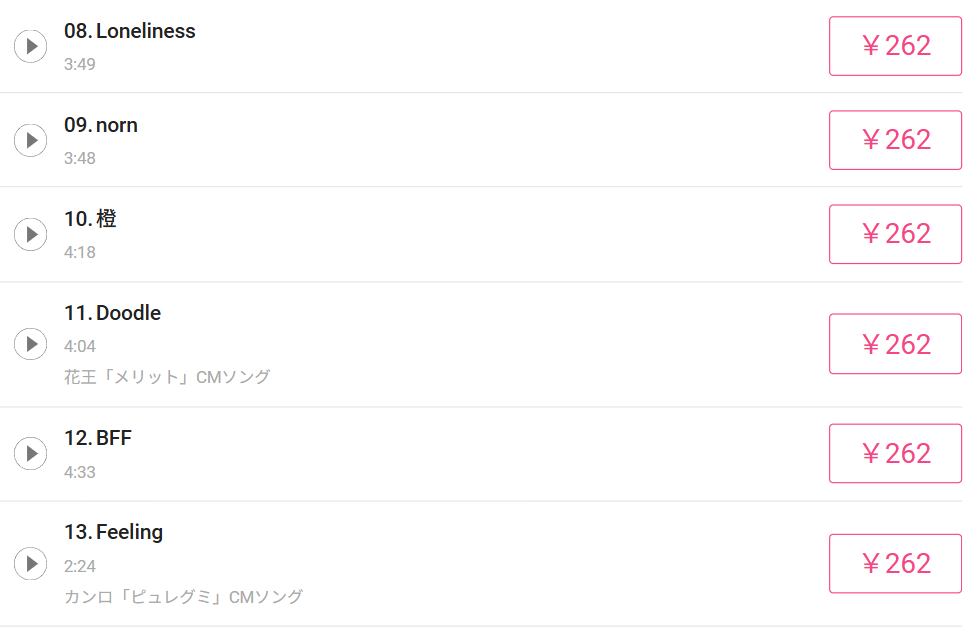 08. Loneliness
3:49
￥262
09. norn
3:48
￥262
10. 橙
4:18
￥262
11. Doodle
4:04
花王「メリット」CMソング
￥262
12. BFF
4:33
￥262
13. Feeling
2:24
カンロ「ピュレグミ」CMソング
￥262